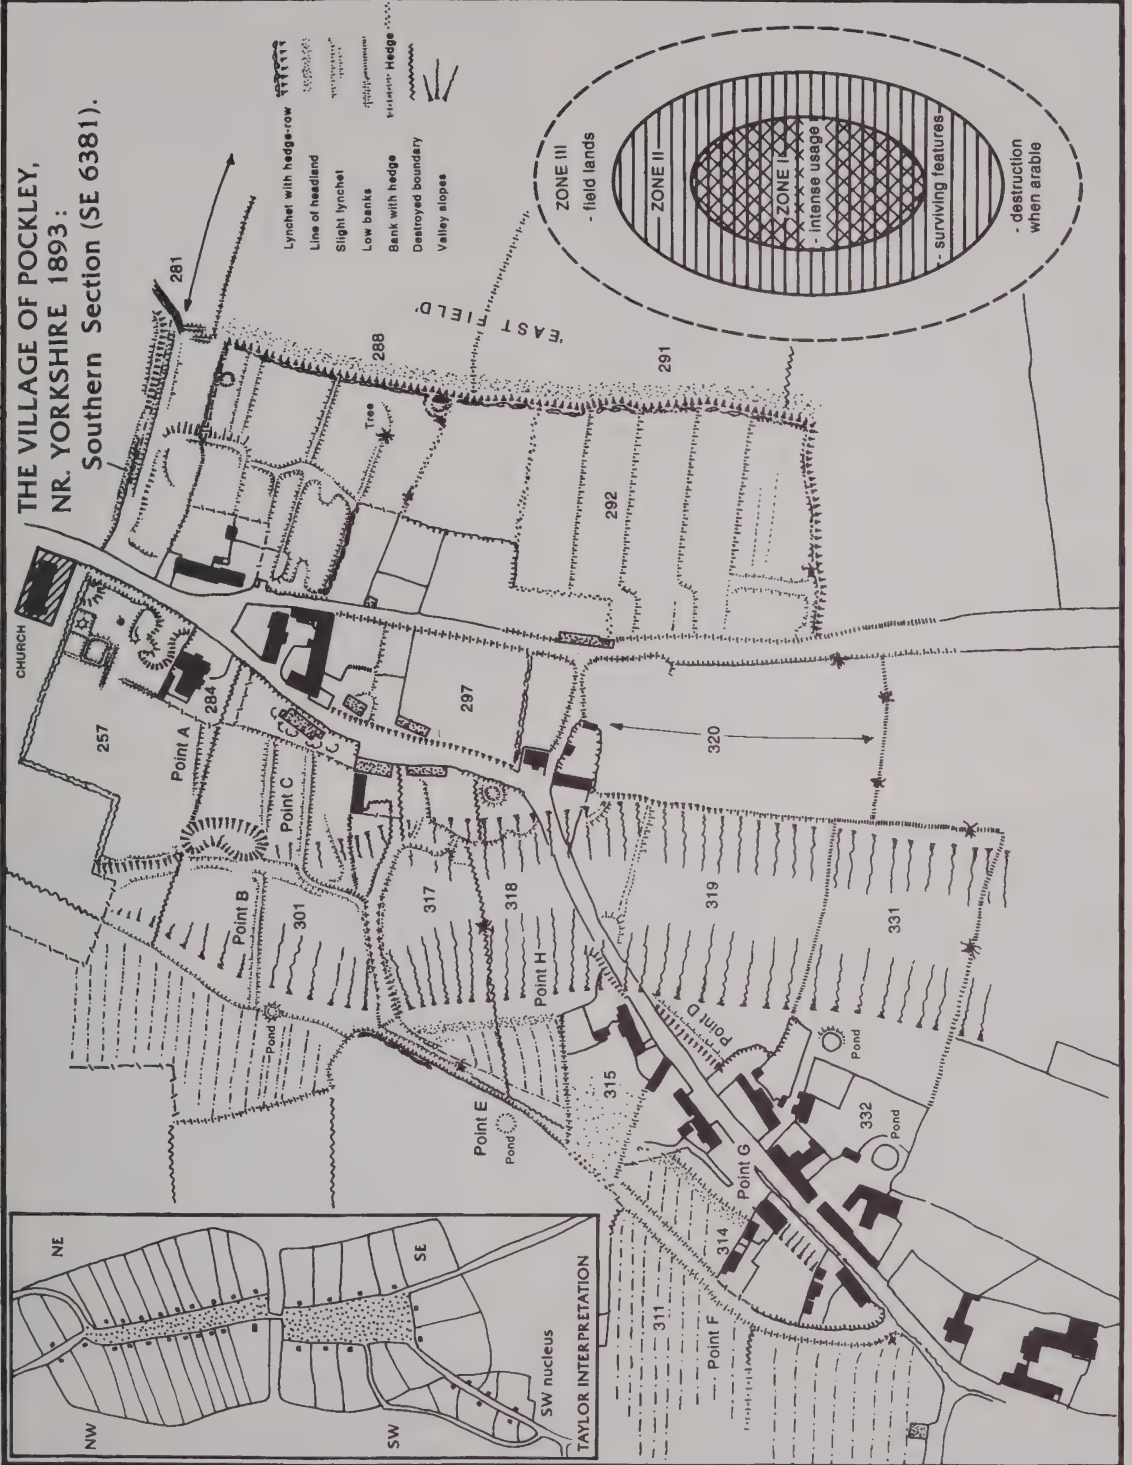 THE VILLAGE OF POCKLEY,
NR. YORKSHIRE 1893:
Southern Section (SE 6381).
Lynchet with hedge-row
Line of headland
Slight lynchet
Low banks
Bank with hedge
Hedge
Destroyed boundary
Valley slopes
ZONE III
- field lands
ZONE II
ZONE I
- intense usage
- surviving features
- destruction
when arable
CHURCH
281
'EAST FIELD'
288
291
Tree
292
257
284
Point A
Point C
297
320
Point B
301
317
318
319
331
Point H
Pond
Point D
Point E
Pond
315
Pond
332
Pond
Point G
314
311
Point F
?
NE
SE
NW
SW
SW nucleus
TAYLOR INTERPRETATION